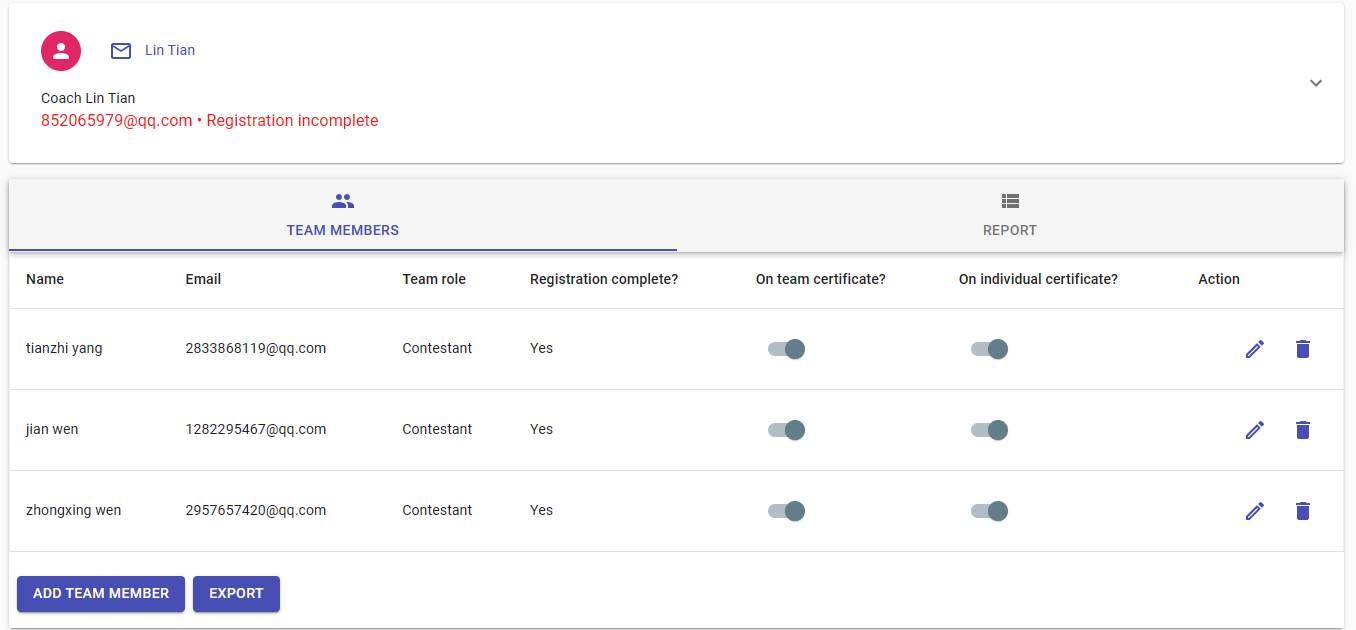 Lin Tian
Coach Lin Tian
852065979@qq.com • Registration incomplete
TEAM MEMBERS REPORT
Name Email Team role Registration complete? On team certificate? On individual certificate? Action
tianzhi yang 2833868119@qq.com Contestant Yes
jian wen 1282295467@qq.com Contestant Yes
zhongxing wen 2957657420@qq.com Contestant Yes
ADD TEAM MEMBER EXPORT